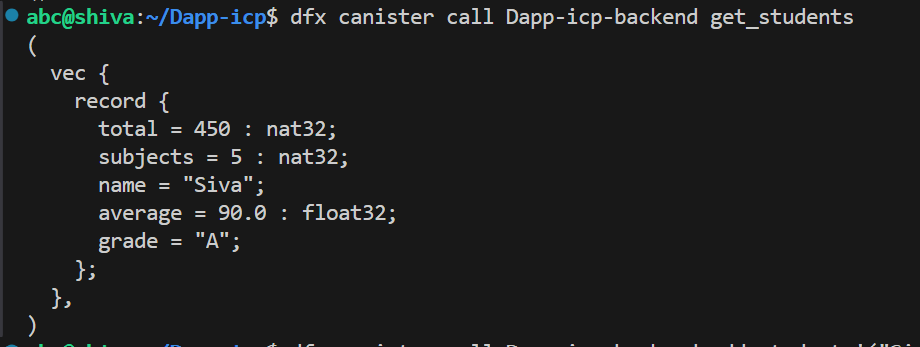 abc@shiva:~/Dapp-icp$ dfx canister call Dapp-icp-backend get_students
(
  vec {
    record {
      total = 450 : nat32;
      subjects = 5 : nat32;
      name = "Siva";
      average = 90.0 : float32;
      grade = "A";
    };
  },
)